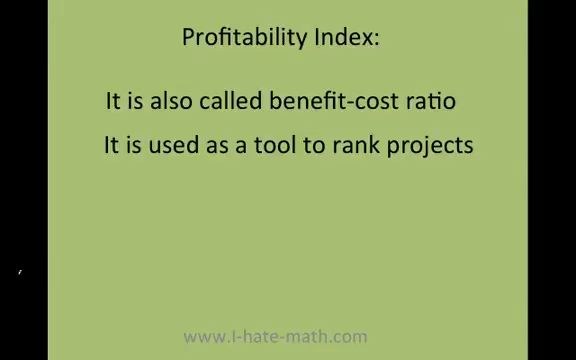 Profitability Index:
It is also called benefit-cost ratio
It is used as a tool to rank projects
www.I-hate-math.com